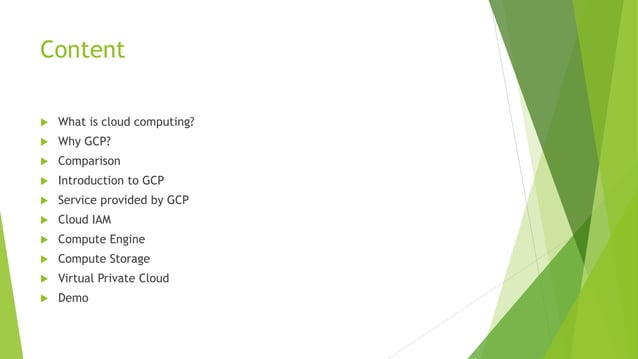 Content
What is cloud computing?
Why GCP?
Comparison
Introduction to GCP
Service provided by GCP
Cloud IAM
Compute Engine
Compute Storage
Virtual Private Cloud
Demo